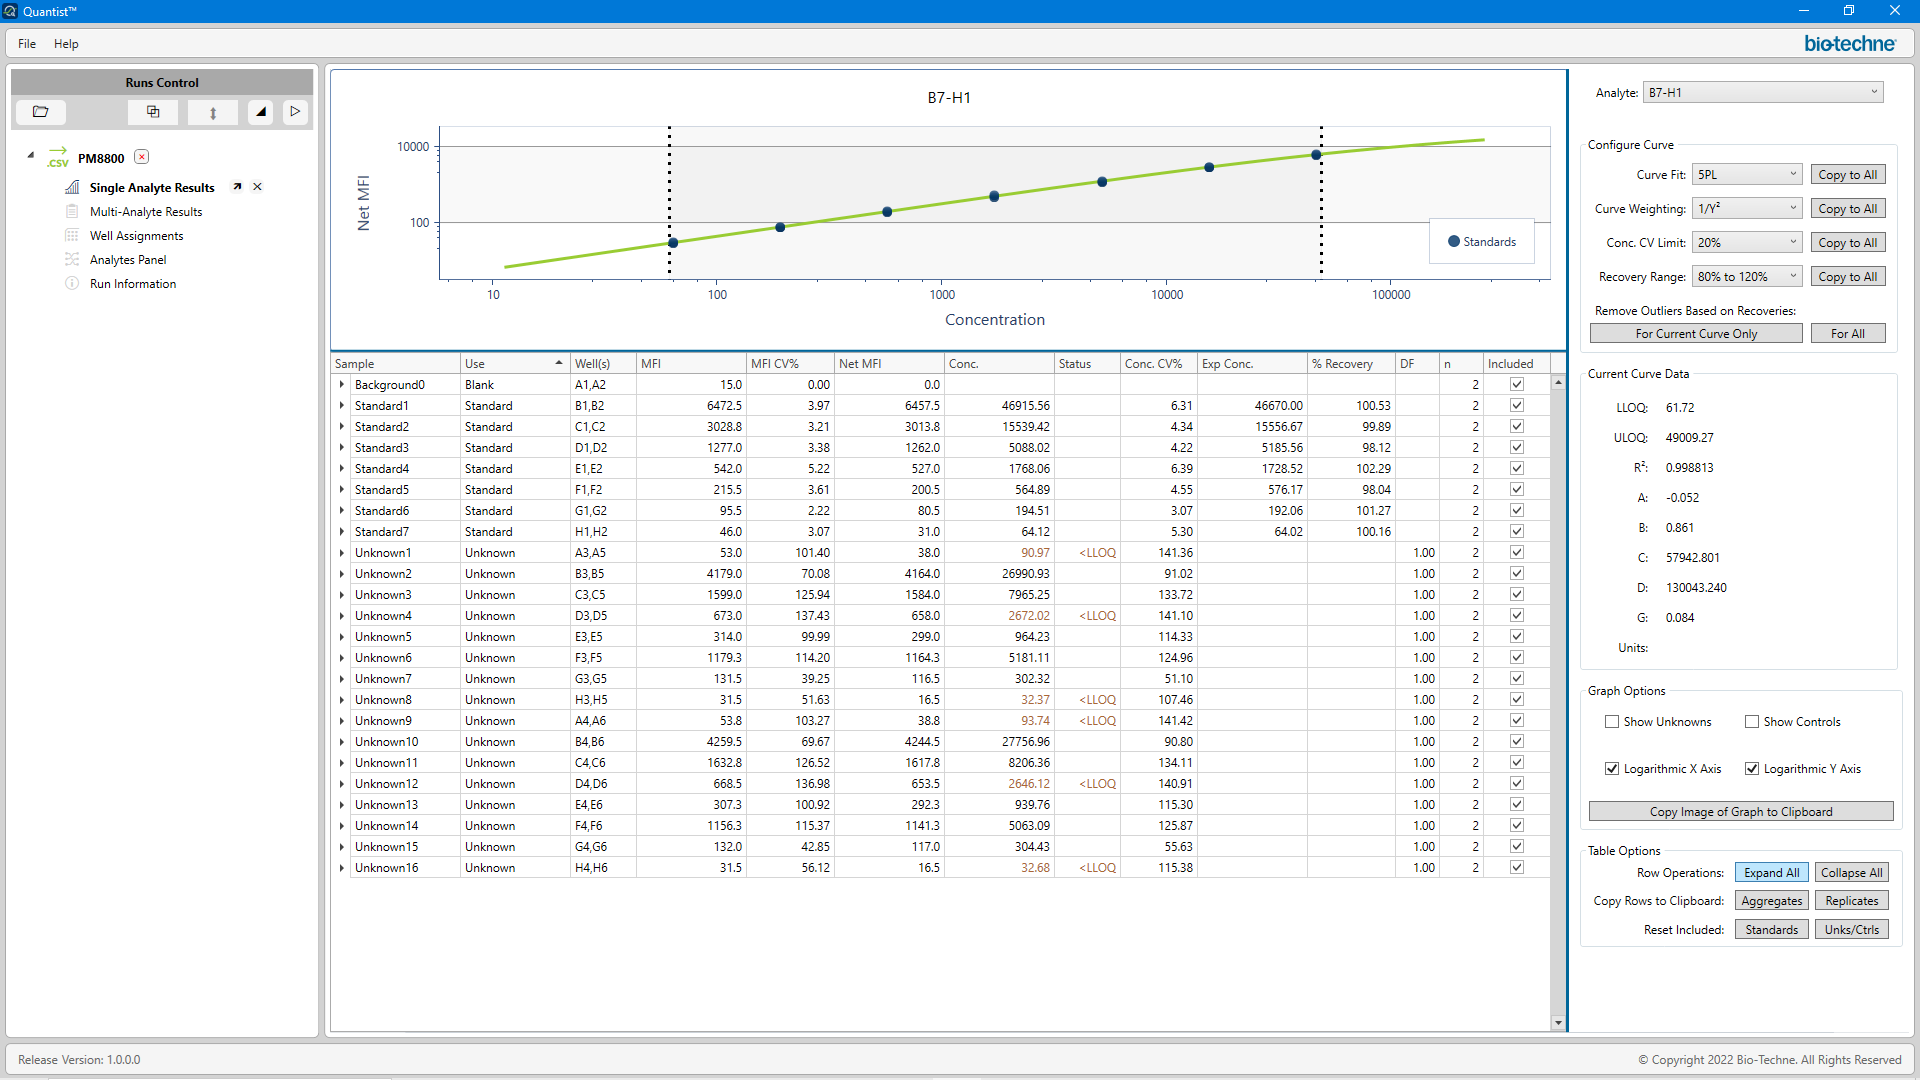 Quantist™
File Help
bio-techne
Runs Control
.CSV PM8800
Single Analyte Results
Multi-Analyte Results
Well Assignments
Analytes Panel
Run Information
B7-H1
Net MFI
10000
100
Standards
10 100 1000 10000 100000
Concentration
Sample Use Well(s) MFI MFI CV% Net MFI Conc. Status Conc. CV% Exp Conc. % Recovery DF n Included
Background0 Blank A1,A2 15.0 0.00 0.0 2
Standard1 Standard B1,B2 6472.5 3.97 6457.5 46915.56 6.31 46670.00 100.53 2
Standard2 Standard C1,C2 3028.8 3.21 3013.8 15539.42 4.34 15556.67 99.89 2
Standard3 Standard D1,D2 1277.0 3.38 1262.0 5088.02 4.22 5185.56 98.12 2
Standard4 Standard E1,E2 542.0 5.22 527.0 1768.06 6.39 1728.52 102.29 2
Standard5 Standard F1,F2 215.5 3.61 200.5 564.89 4.55 576.17 98.04 2
Standard6 Standard G1,G2 95.5 2.22 80.5 194.51 3.07 192.06 101.27 2
Standard7 Standard H1,H2 46.0 3.07 31.0 64.12 5.30 64.02 100.16 2
Unknown1 Unknown A3,A5 53.0 101.40 38.0 90.97 <LLOQ 141.36 1.00 2
Unknown2 Unknown B3,B5 4179.0 70.08 4164.0 26990.93 91.02 1.00 2
Unknown3 Unknown C3,C5 1599.0 125.94 1584.0 7965.25 133.72 1.00 2
Unknown4 Unknown D3,D5 673.0 137.43 658.0 2672.02 <LLOQ 141.10 1.00 2
Unknown5 Unknown E3,E5 314.0 99.99 299.0 964.23 114.33 1.00 2
Unknown6 Unknown F3,F5 1179.3 114.20 1164.3 5181.11 124.96 1.00 2
Unknown7 Unknown G3,G5 131.5 39.25 116.5 302.32 51.10 1.00 2
Unknown8 Unknown H3,H5 31.5 51.63 16.5 32.37 <LLOQ 107.46 1.00 2
Unknown9 Unknown A4,A6 53.8 103.27 38.8 93.74 <LLOQ 141.42 1.00 2
Unknown10 Unknown B4,B6 4259.5 69.67 4244.5 27756.96 90.80 1.00 2
Unknown11 Unknown C4,C6 1632.8 126.52 1617.8 8206.36 134.11 1.00 2
Unknown12 Unknown D4,D6 668.5 136.98 653.5 2646.12 <LLOQ 140.91 1.00 2
Unknown13 Unknown E4,E6 307.3 100.92 292.3 939.76 115.30 1.00 2
Unknown14 Unknown F4,F6 1156.3 115.37 1141.3 5063.09 125.87 1.00 2
Unknown15 Unknown G4,G6 132.0 42.85 117.0 304.43 55.63 1.00 2
Unknown16 Unknown H4,H6 31.5 56.12 16.5 32.68 <LLOQ 115.38 1.00 2
Analyte: B7-H1
Configure Curve
Curve Fit: 5PL Copy to All
Curve Weighting: 1/Y² Copy to All
Conc. CV Limit: 20% Copy to All
Recovery Range: 80% to 120% Copy to All
Remove Outliers Based on Recoveries:
For Current Curve Only For All
Current Curve Data
LLOQ: 61.72
ULOQ: 49009.27
R²: 0.998813
A: -0.052
B: 0.861
C: 57942.801
D: 130043.240
G: 0.084
Units:
Graph Options
Show Unknowns Show Controls
Logarithmic X Axis Logarithmic Y Axis
Copy Image of Graph to Clipboard
Table Options
Row Operations: Expand All Collapse All
Copy Rows to Clipboard: Aggregates Replicates
Reset Included: Standards Unks/Ctrls
Release Version: 1.0.0.0
© Copyright 2022 Bio-Techne. All Rights Reserved